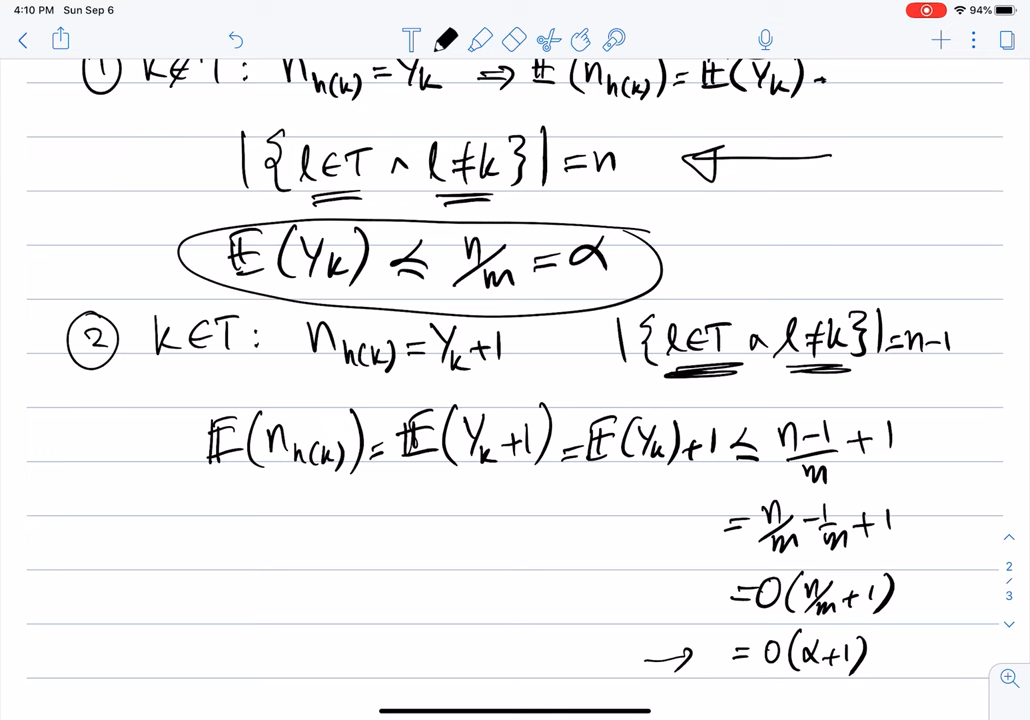 4:10 PM Sun Sep 6 94%
① k∉T : n_h(k) = Y_k ⇒ 𝔼(n_h(k)) = 𝔼(Y_k) .
|{l∈T ∧ l≠k}| = n ←
𝔼(Y_k) ≤ n/m = α
② k∈T : n_h(k) = Y_k+1 |{l∈T ∧ l≠k}| = n-1
𝔼(n_h(k)) = 𝔼(Y_k+1) = 𝔼(Y_k)+1 ≤ (n-1)/m + 1
= n/m - 1/m + 1
= O(n/m + 1)
→ = O(α+1)
2
/
3